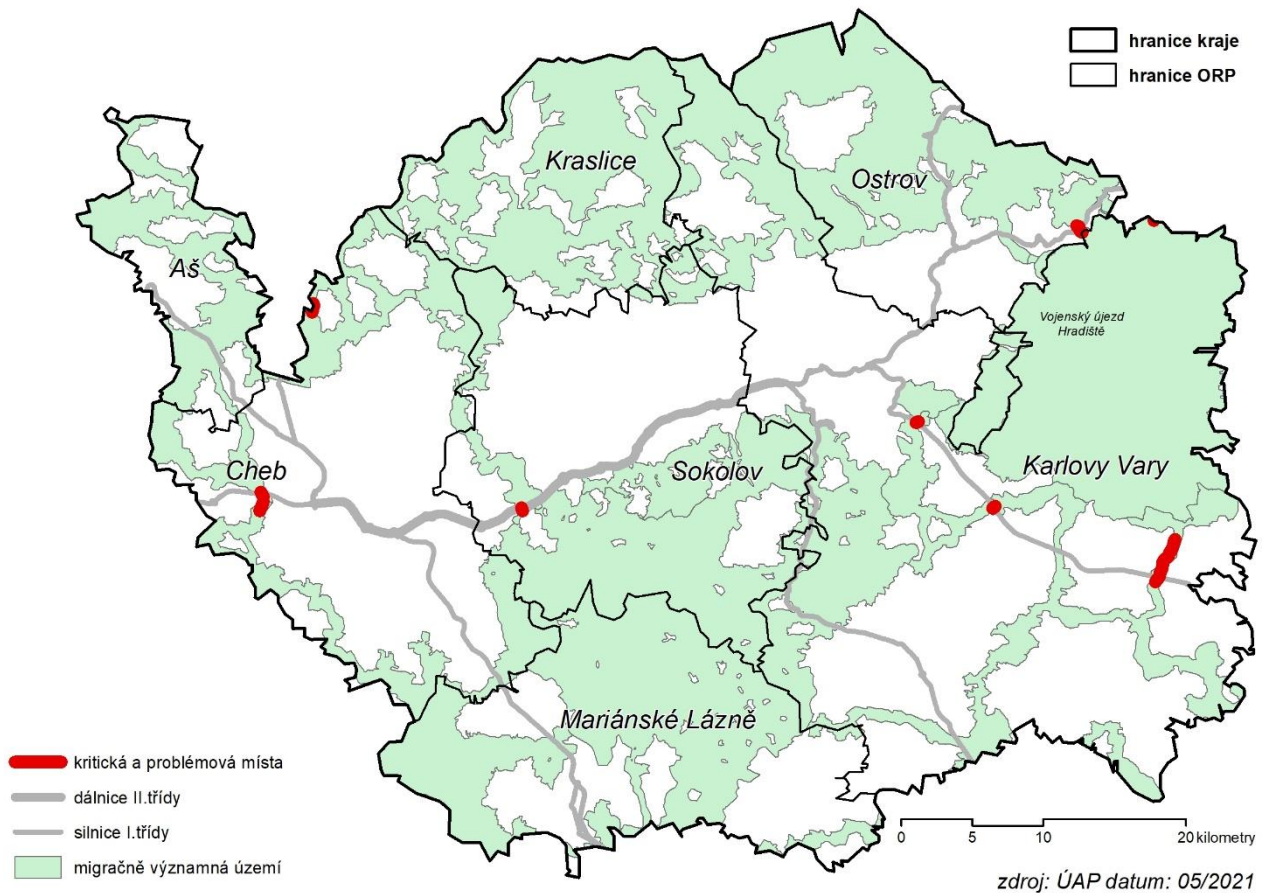 hranice kraje
hranice ORP
Kraslice
Ostrov
Aš
Vojenský újezd
Hradiště
Cheb
Sokolov
Karlovy Vary
Mariánské Lázně
kritická a problémová místa
dálnice II.třídy
silnice I.třídy
migračně významná území
0 5 10 20 kilometry
zdroj: ÚAP datum: 05/2021